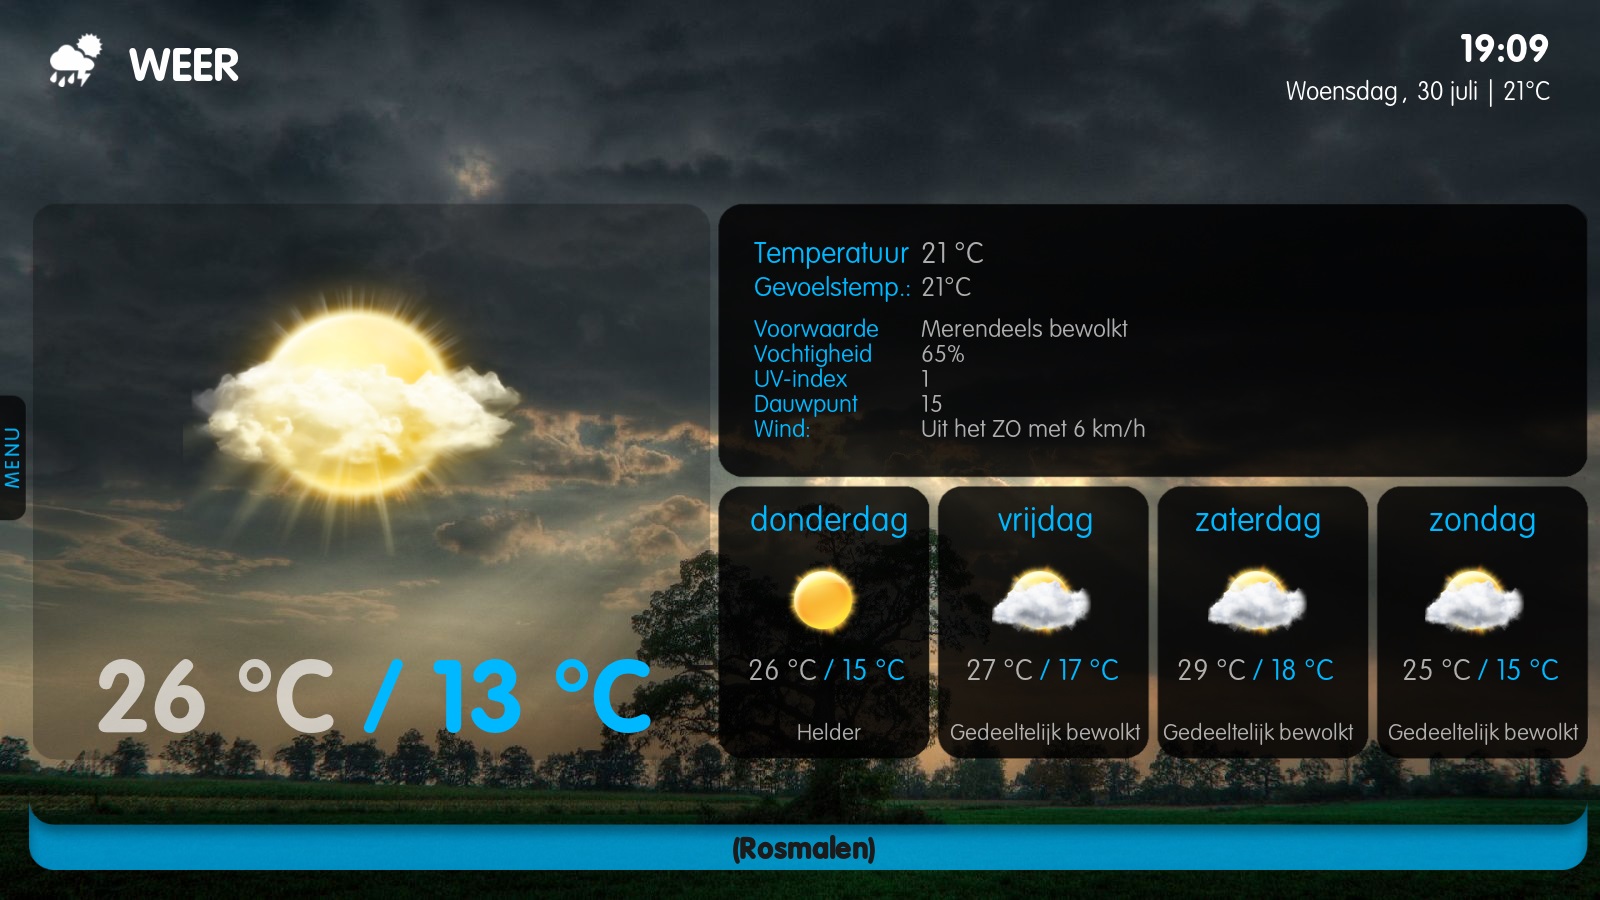 WEER
19:09
Woensdag, 30 juli | 21°C
MENU
26 °C / 13 °C
Temperatuur 21 °C
Gevoelstemp.: 21°C
Voorwaarde Merendeels bewolkt
Vochtigheid 65%
UV-index 1
Dauwpunt 15
Wind: Uit het ZO met 6 km/h
donderdag
26 °C / 15 °C
Helder
vrijdag
27 °C / 17 °C
Gedeeltelijk bewolkt
zaterdag
29 °C / 18 °C
Gedeeltelijk bewolkt
zondag
25 °C / 15 °C
Gedeeltelijk bewolkt
(Rosmalen)